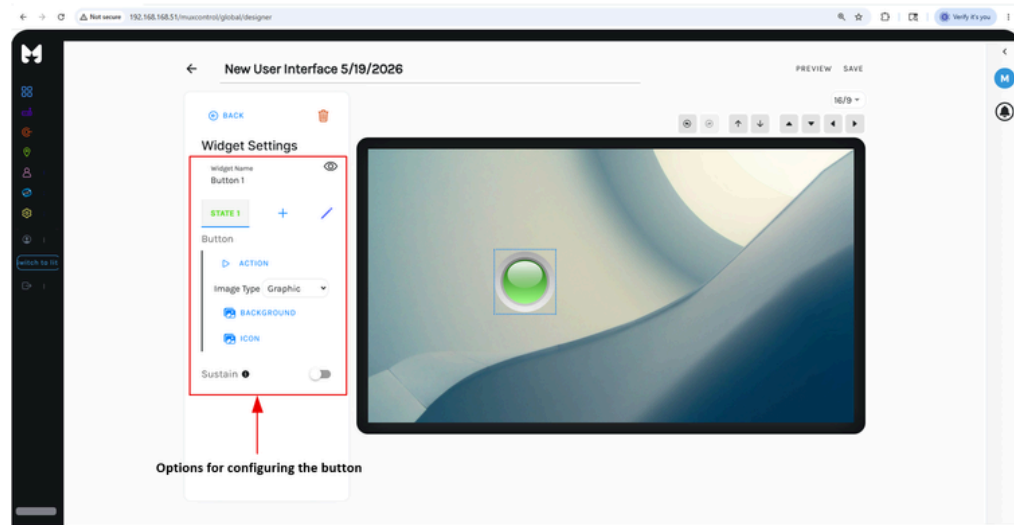 Not secure 192.168.168.51/muxcontrol/global/designer
Verify it's you
New User Interface 5/19/2026
PREVIEW SAVE
16/9
BACK
Widget Settings
Widget Name
Button 1
STATE 1
Button
ACTION
Image Type Graphic
BACKGROUND
ICON
Sustain
Options for configuring the button
switch to lit
M